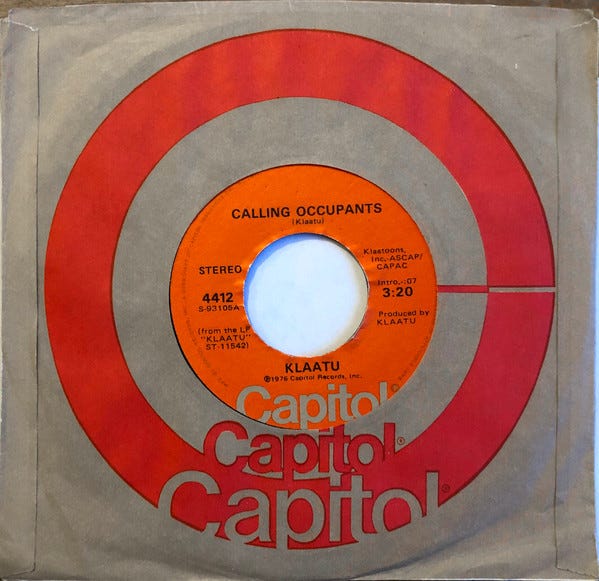 CALLING OCCUPANTS
(Klaatu)
STEREO
4412
S-93105A
(from the LP
"KLAATU"
ST-11542)
Klaatoons,
Inc.-ASCAP/
CAPAC
Intro.-:07
3:20
Produced by
KLAATU
KLAATU
℗1976 Capitol Records, Inc.
Capitol
Capitol®
Capitol®